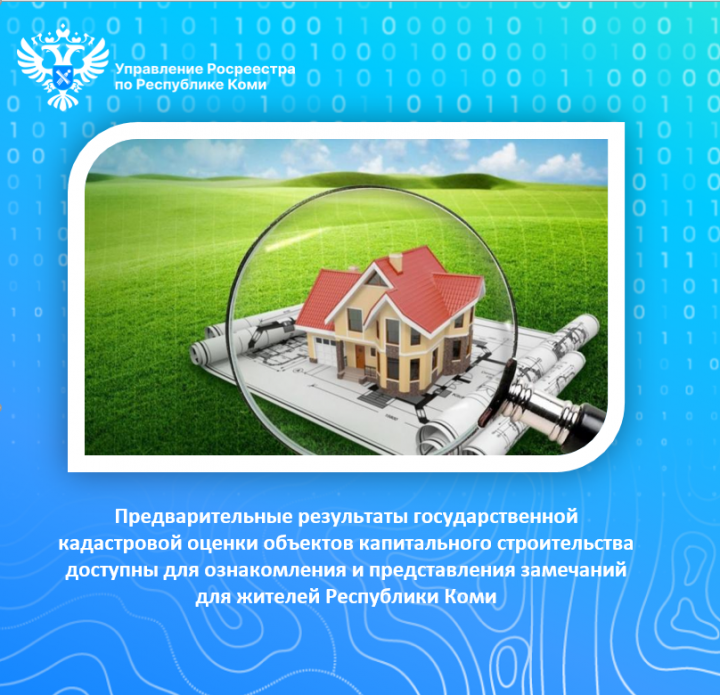 Управление Росреестра
по Республике Коми
Предварительные результаты государственной
кадастровой оценки объектов капитального строительства
доступны для ознакомления и представления замечаний
для жителей Республики Коми